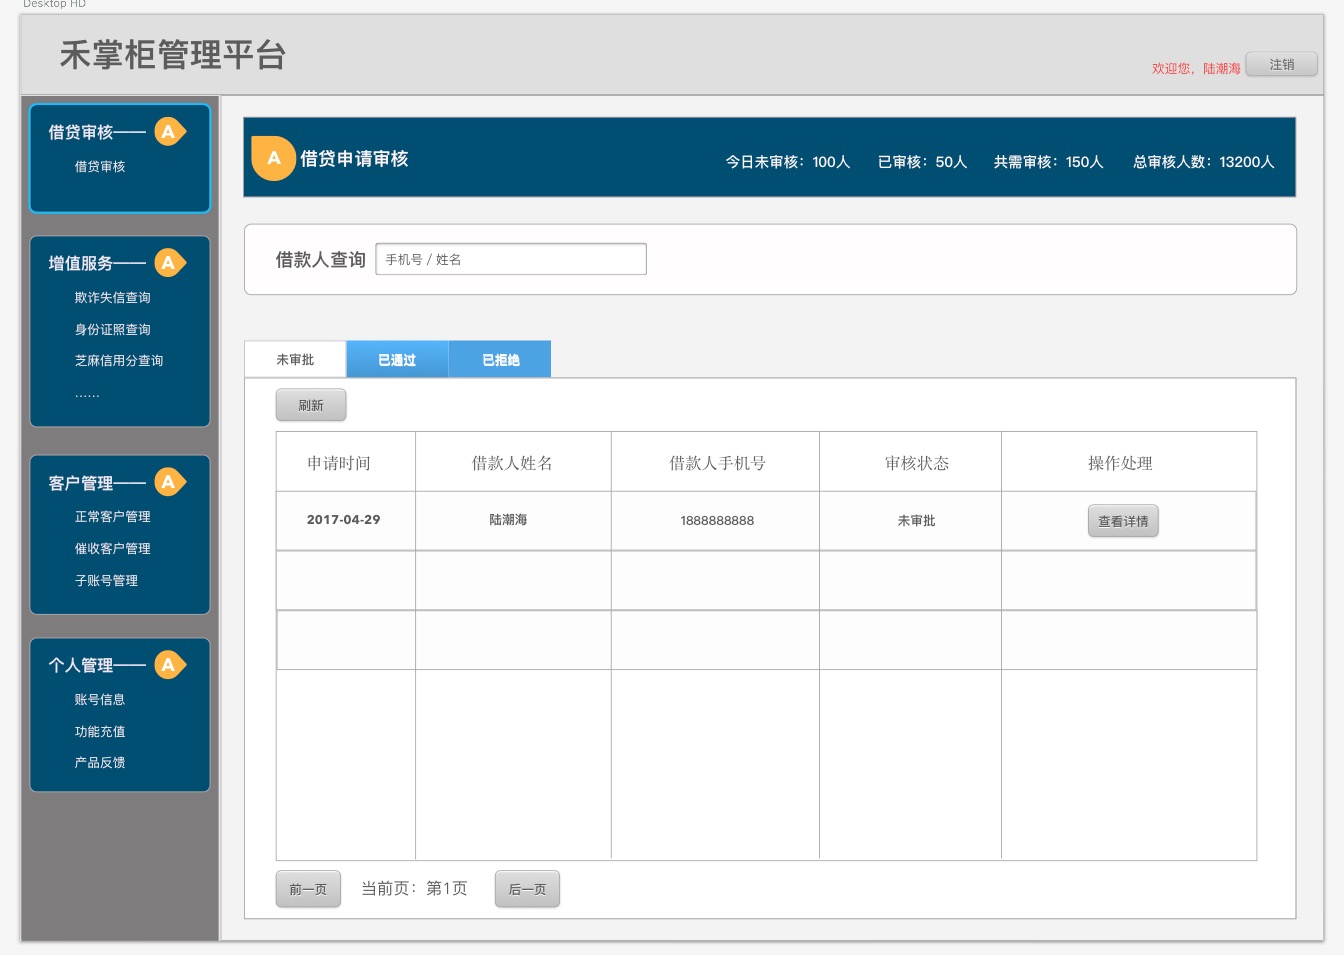 Desktop HD
禾掌柜管理平台
欢迎您，陆潮海
注销
借贷审核—— A
借贷审核
增值服务—— A
欺诈失信查询
身份证照查询
芝麻信用分查询
……
客户管理—— A
正常客户管理
催收客户管理
子账号管理
个人管理—— A
账号信息
功能充值
产品反馈
A 借贷申请审核
今日未审核：100人 已审核：50人 共需审核：150人 总审核人数：13200人
借款人查询 手机号 / 姓名
未审批 已通过 已拒绝
刷新
申请时间 借款人姓名 借款人手机号 审核状态 操作处理
2017-04-29 陆潮海 1888888888 未审批 查看详情
前一页 当前页：第1页 后一页